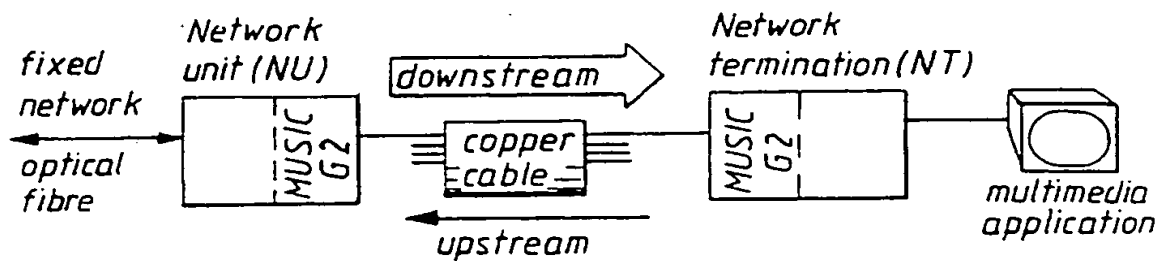 fixed
network
optical
fibre
Network
unit (NU)
MUSIC
G2
downstream
copper
cable
upstream
Network
termination (NT)
MUSIC
G2
multimedia
application